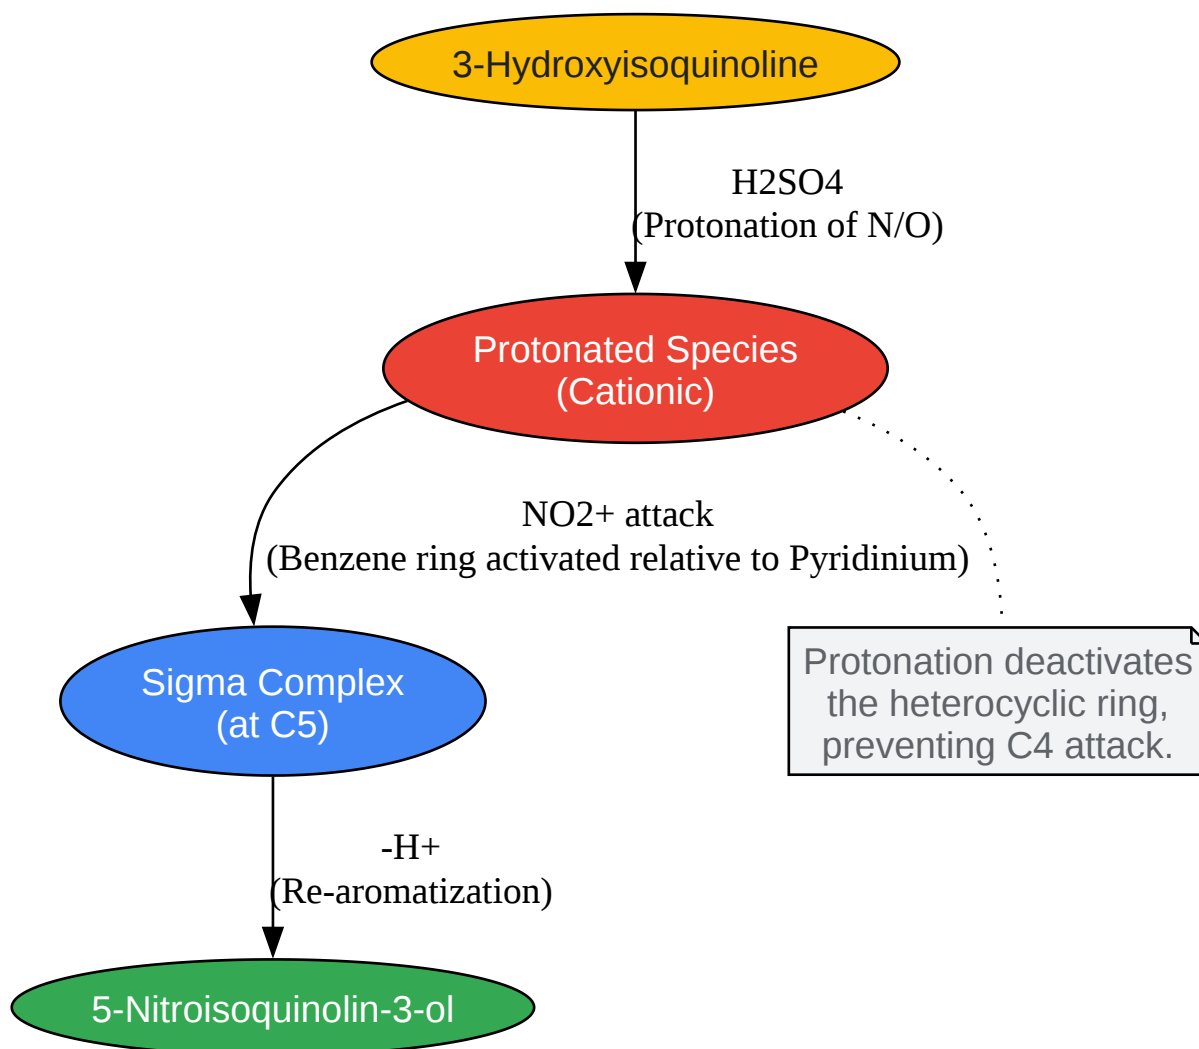 3-Hydroxyisoquinoline
H2SO4
(Protonation of N/O)
Protonated Species
(Cationic)
NO2+ attack
(Benzene ring activated relative to Pyridinium)
Sigma Complex
(at C5)
Protonation deactivates
the heterocyclic ring,
preventing C4 attack.
-H+
(Re-aromatization)
5-Nitroisoquinolin-3-ol